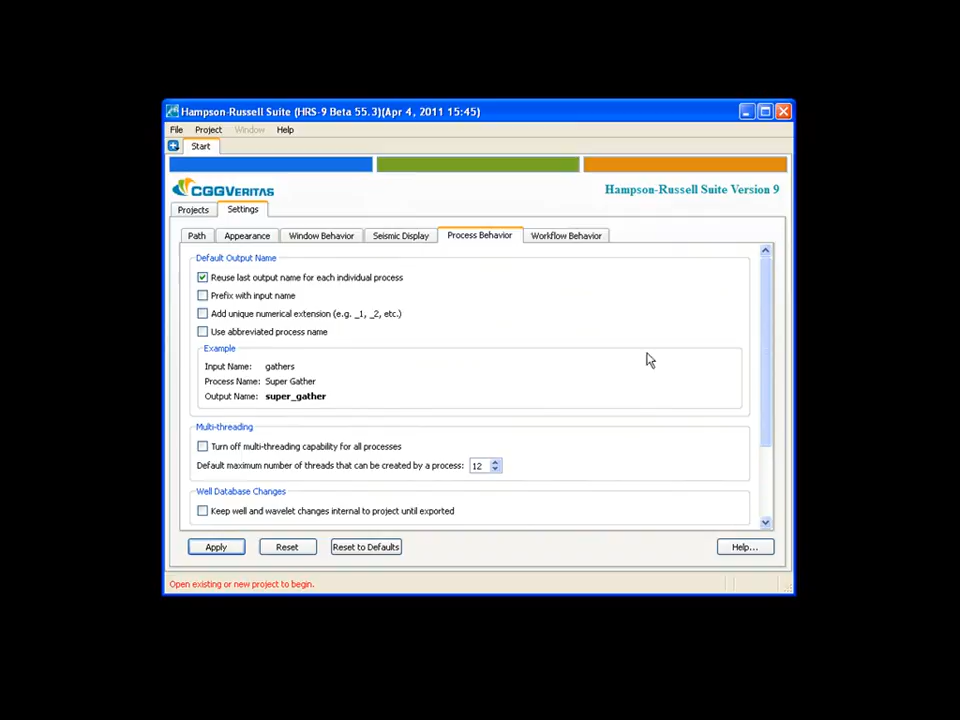 Hampson-Russell Suite (HRS-9 Beta 55.3)(Apr 4, 2011 15:45)
File Project Window Help
Start
CGGVERITAS
Hampson-Russell Suite Version 9
Projects Settings
Path Appearance Window Behavior Seismic Display Process Behavior Workflow Behavior
Default Output Name
Reuse last output name for each individual process
Prefix with input name
Add unique numerical extension (e.g. _1, _2, etc.)
Use abbreviated process name
Example
Input Name: gathers
Process Name: Super Gather
Output Name: super_gather
Multi-threading
Turn off multi-threading capability for all processes
Default maximum number of threads that can be created by a process: 12
Well Database Changes
Keep well and wavelet changes internal to project until exported
Apply Reset Reset to Defaults Help...
Open existing or new project to begin.